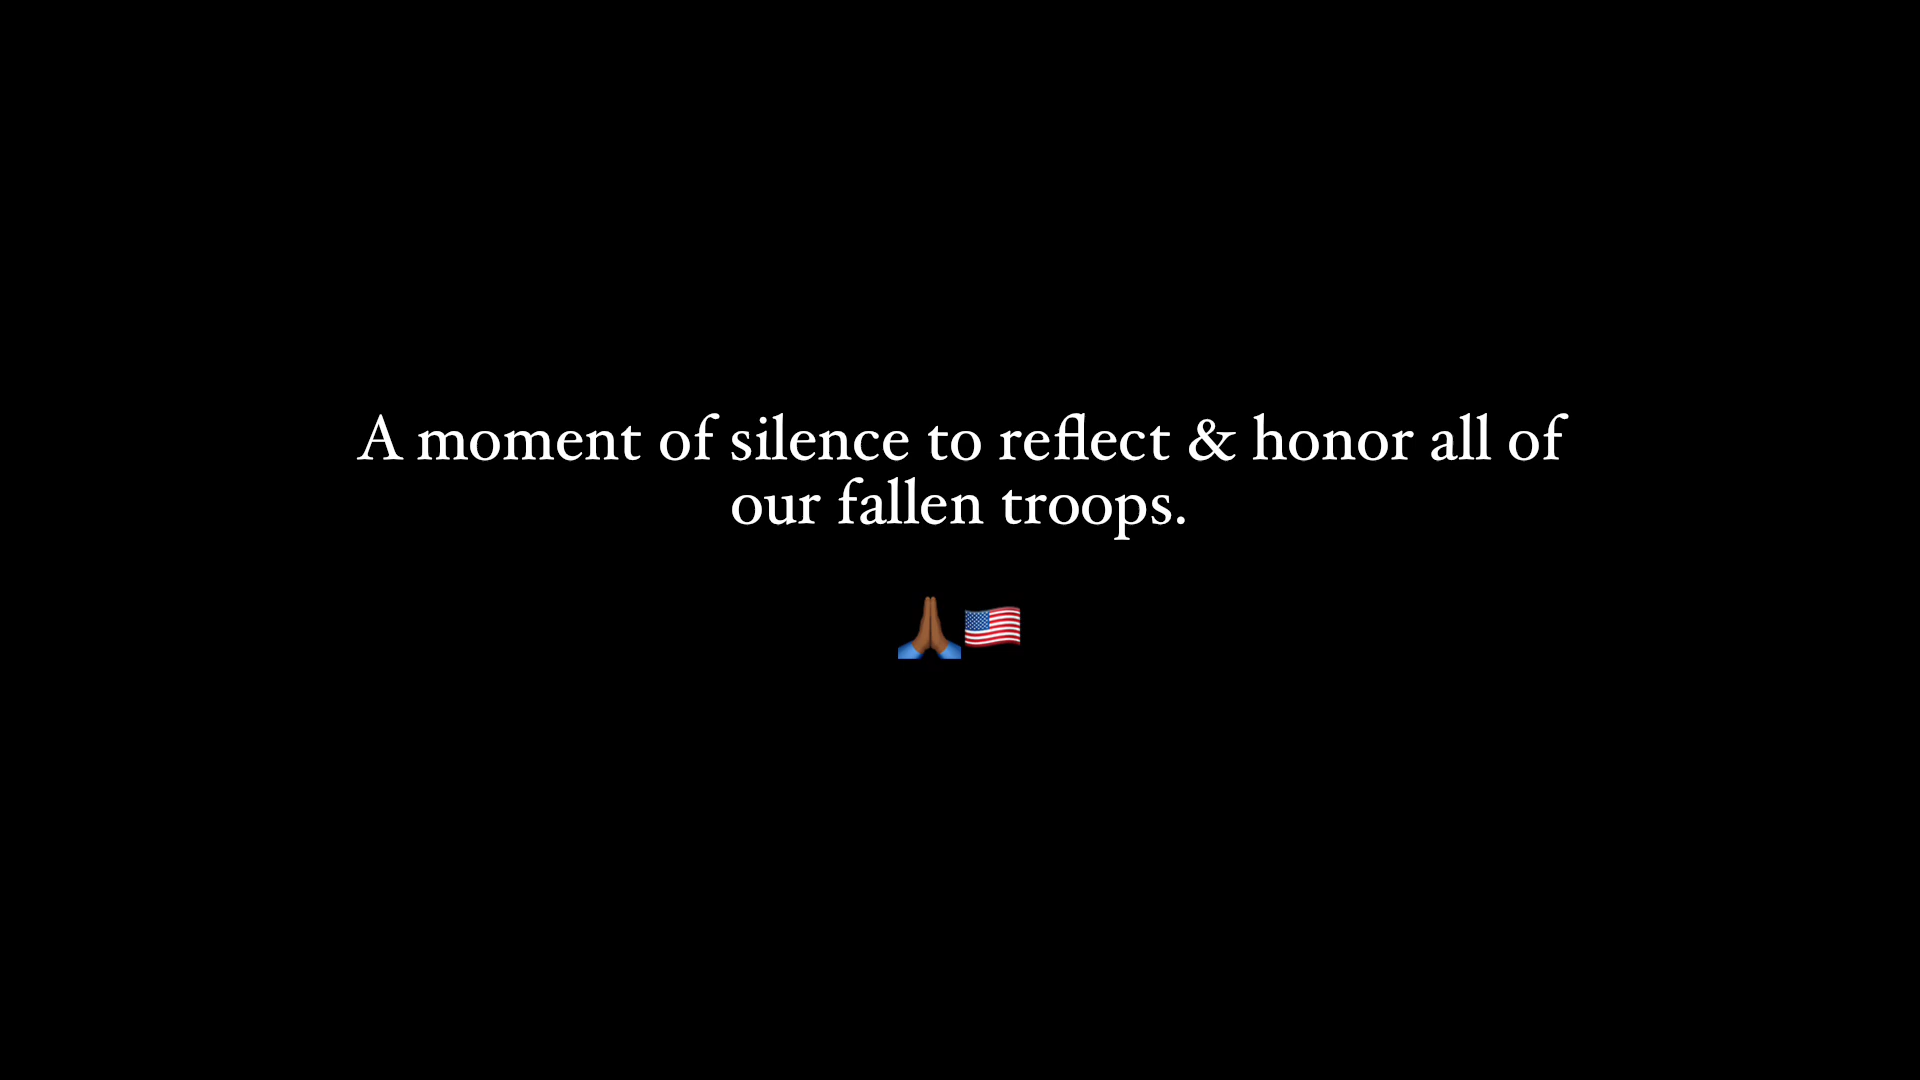 A moment of silence to reflect & honor all of
our fallen troops.
🙏🏾🇺🇸